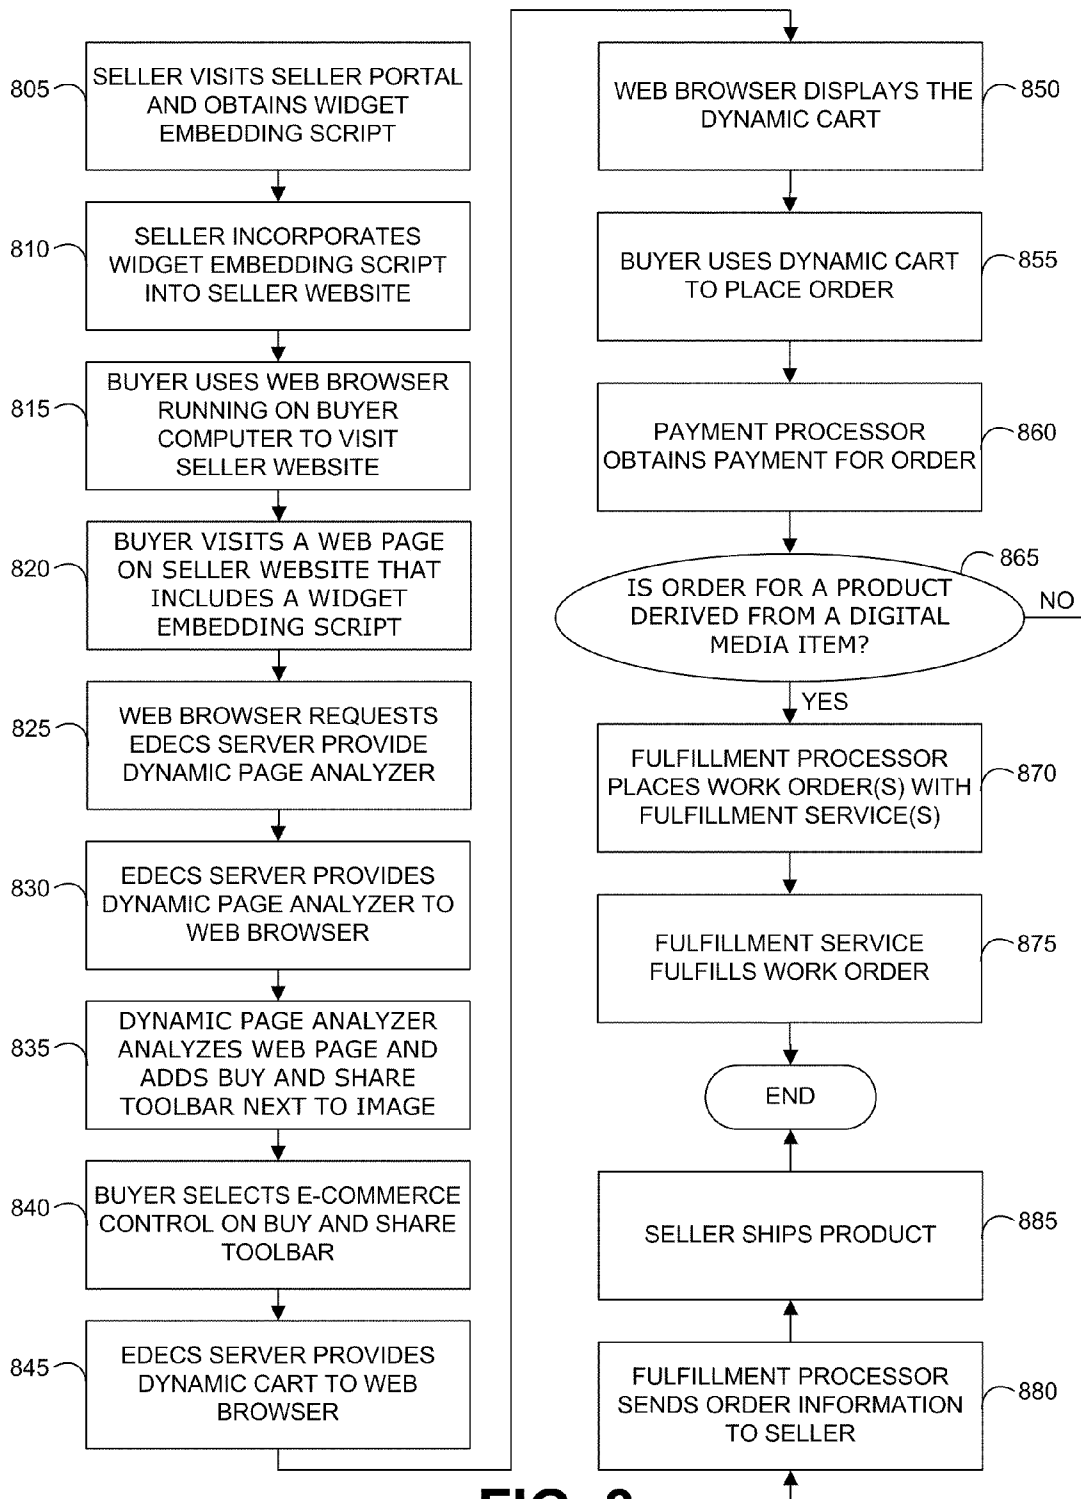 805
SELLER VISITS SELLER PORTAL
AND OBTAINS WIDGET
EMBEDDING SCRIPT
810
SELLER INCORPORATES
WIDGET EMBEDDING SCRIPT
INTO SELLER WEBSITE
815
BUYER USES WEB BROWSER
RUNNING ON BUYER
COMPUTER TO VISIT
SELLER WEBSITE
820
BUYER VISITS A WEB PAGE
ON SELLER WEBSITE THAT
INCLUDES A WIDGET
EMBEDDING SCRIPT
825
WEB BROWSER REQUESTS
EDECS SERVER PROVIDE
DYNAMIC PAGE ANALYZER
830
EDECS SERVER PROVIDES
DYNAMIC PAGE ANALYZER TO
WEB BROWSER
835
DYNAMIC PAGE ANALYZER
ANALYZES WEB PAGE AND
ADDS BUY AND SHARE
TOOLBAR NEXT TO IMAGE
840
BUYER SELECTS E-COMMERCE
CONTROL ON BUY AND SHARE
TOOLBAR
845
EDECS SERVER PROVIDES
DYNAMIC CART TO WEB
BROWSER
WEB BROWSER DISPLAYS THE
DYNAMIC CART
850
BUYER USES DYNAMIC CART
TO PLACE ORDER
855
PAYMENT PROCESSOR
OBTAINS PAYMENT FOR ORDER
860
IS ORDER FOR A PRODUCT
DERIVED FROM A DIGITAL
MEDIA ITEM?
865
NO
YES
FULFILLMENT PROCESSOR
PLACES WORK ORDER(S) WITH
FULFILLMENT SERVICE(S)
870
FULFILLMENT SERVICE
FULFILLS WORK ORDER
875
END
SELLER SHIPS PRODUCT
885
FULFILLMENT PROCESSOR
SENDS ORDER INFORMATION
TO SELLER
880
FIG.